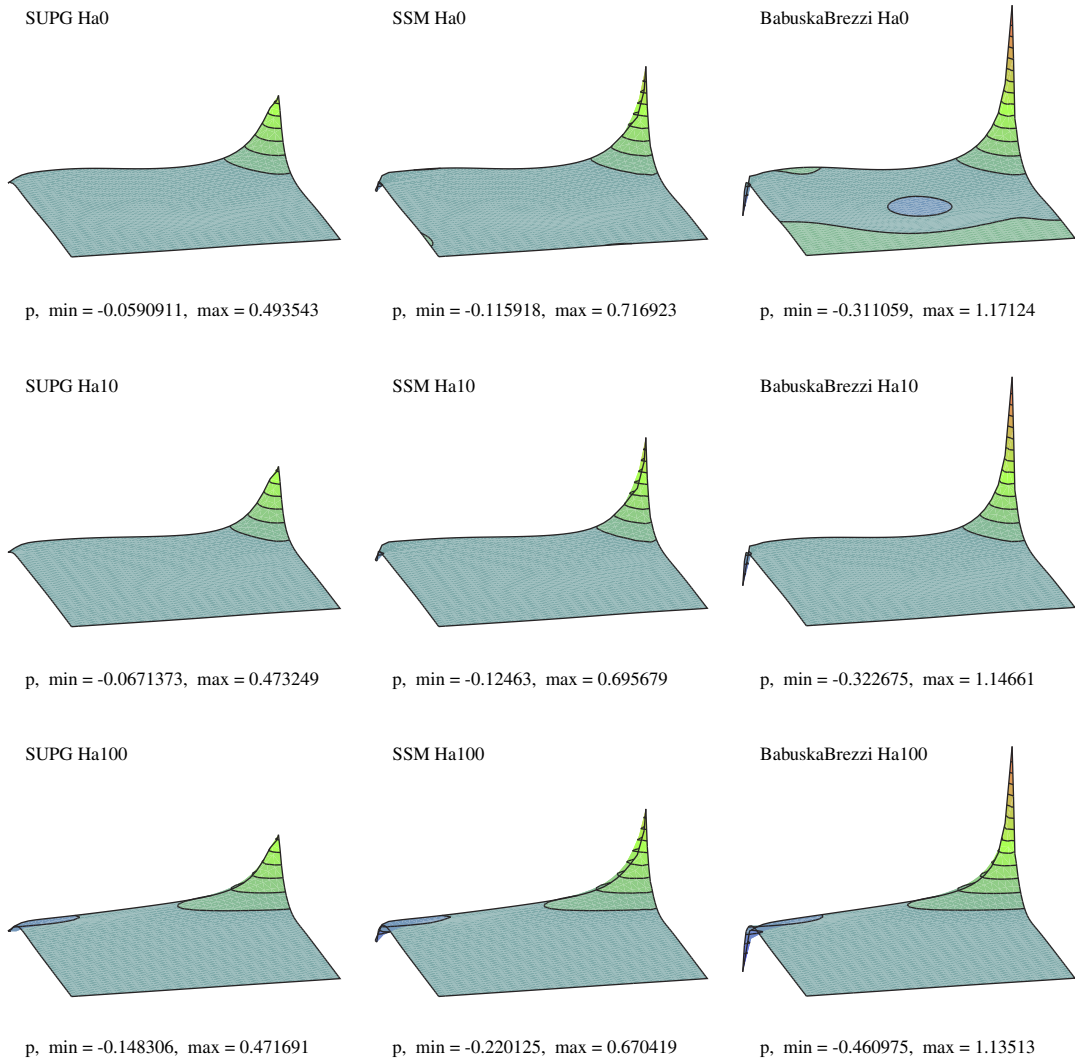 SUPG Ha0
SSM Ha0
BabuskaBrezzi Ha0
p, min = -0.0590911, max = 0.493543
p, min = -0.115918, max = 0.716923
p, min = -0.311059, max = 1.17124
SUPG Ha10
SSM Ha10
BabuskaBrezzi Ha10
p, min = -0.0671373, max = 0.473249
p, min = -0.12463, max = 0.695679
p, min = -0.322675, max = 1.14661
SUPG Ha100
SSM Ha100
BabuskaBrezzi Ha100
p, min = -0.148306, max = 0.471691
p, min = -0.220125, max = 0.670419
p, min = -0.460975, max = 1.13513